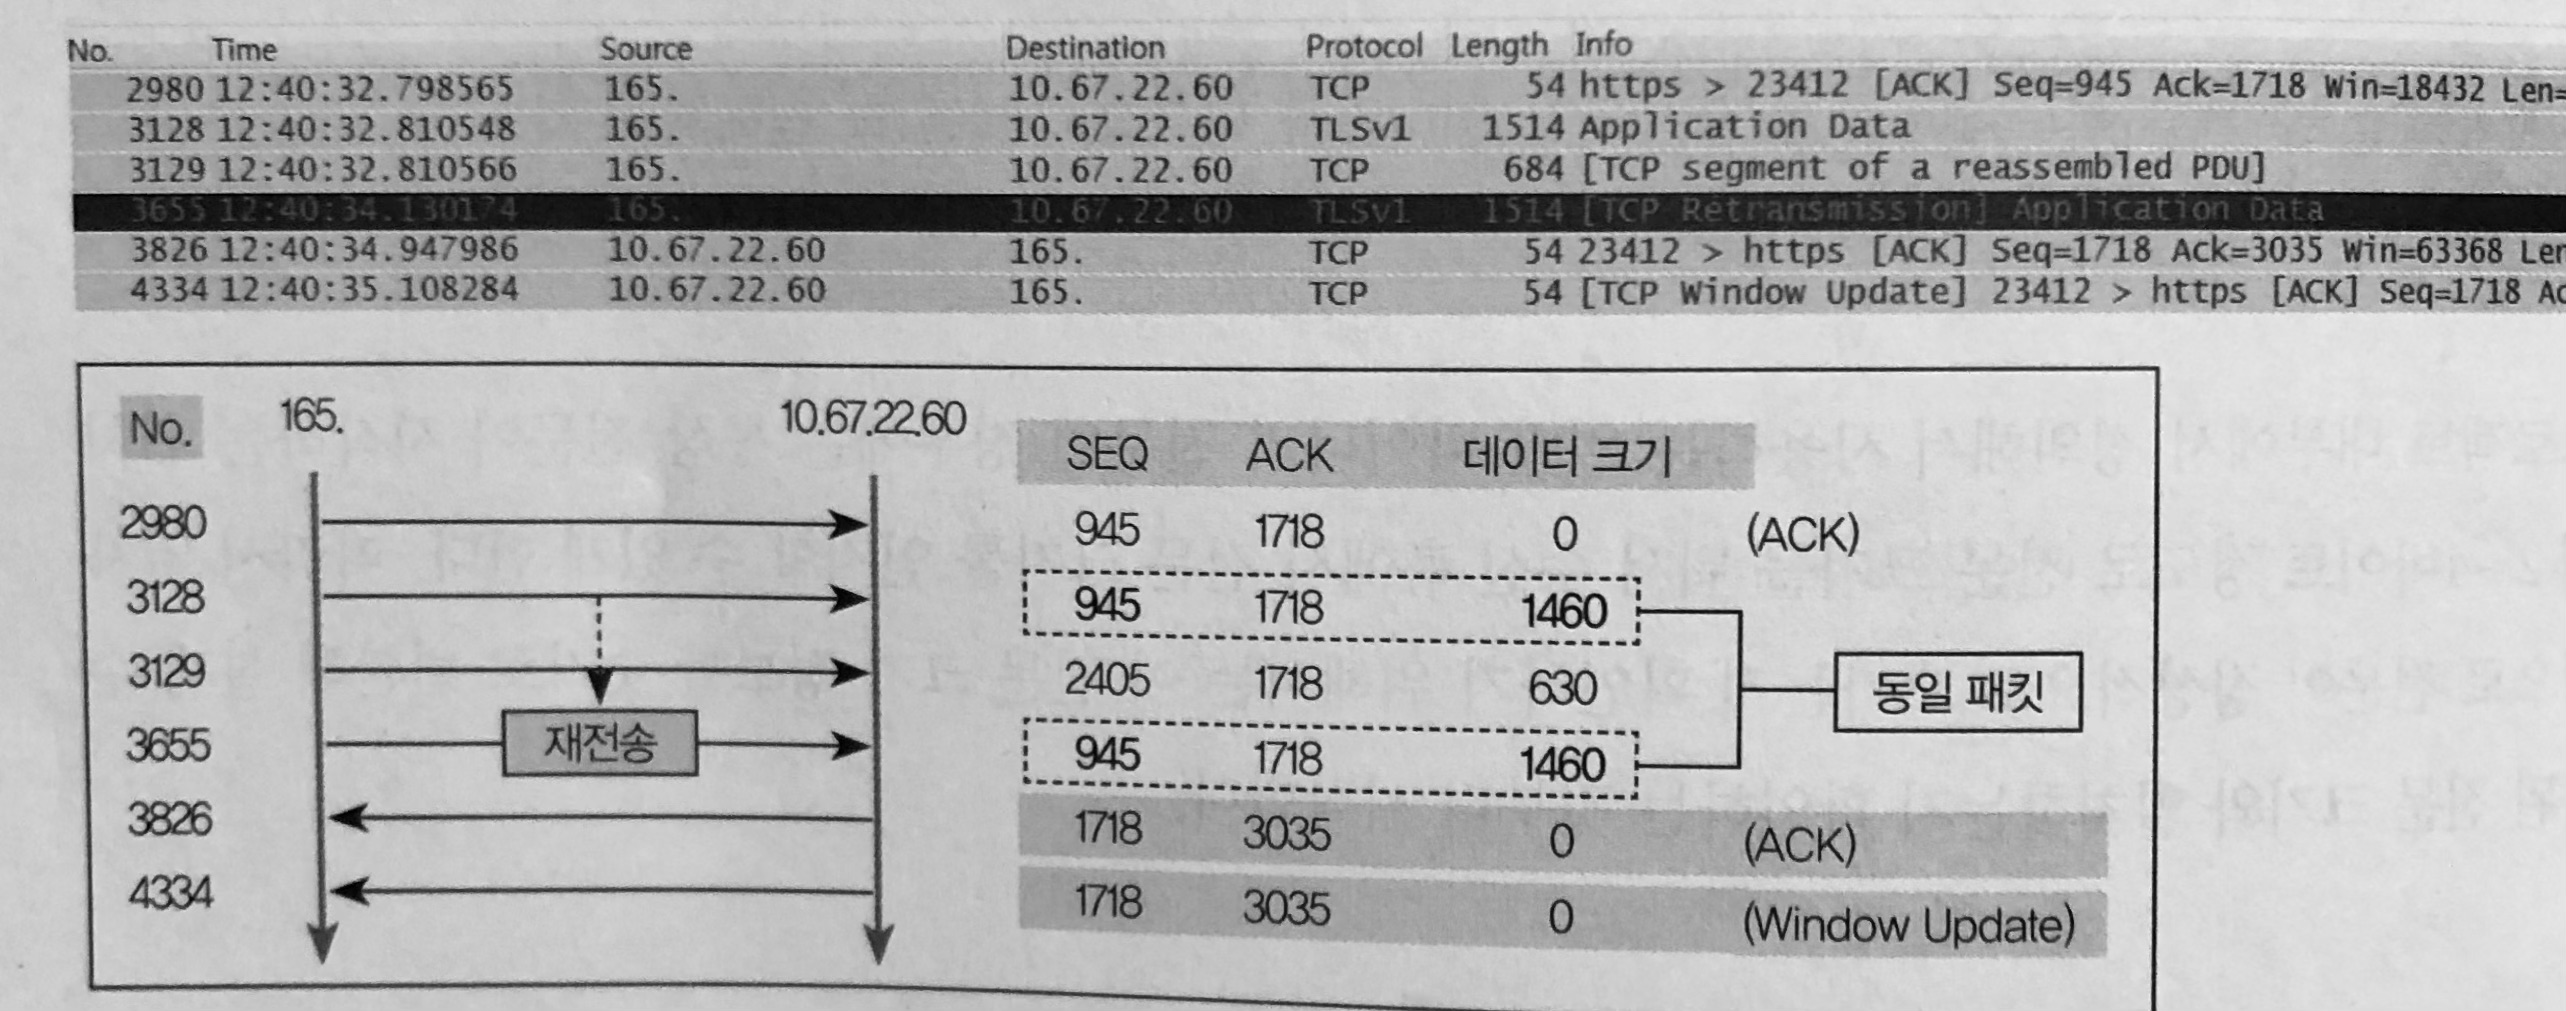 No. Time Source Destination Protocol Length Info
2980 12:40:32.798565 165. 10.67.22.60 TCP 54 https > 23412 [ACK] Seq=945 Ack=1718 Win=18432 Len=
3128 12:40:32.810548 165. 10.67.22.60 TLSv1 1514 Application Data
3129 12:40:32.810566 165. 10.67.22.60 TCP 684 [TCP segment of a reassembled PDU]
3655 12:40:34.130174 165. 10.67.22.60 TLSv1 1514 [TCP Retransmission] Application Data
3826 12:40:34.947986 10.67.22.60 165. TCP 54 23412 > https [ACK] Seq=1718 Ack=3035 Win=63368 Len
4334 12:40:35.108284 10.67.22.60 165. TCP 54 [TCP Window Update] 23412 > https [ACK] Seq=1718 Ac
No. 165. 10.67.22.60 SEQ ACK 데이터 크기
2980 945 1718 0 (ACK)
3128 945 1718 1460
3129 2405 1718 630
동일 패킷
3655 재전송 945 1718 1460
3826 1718 3035 0 (ACK)
4334 1718 3035 0 (Window Update)